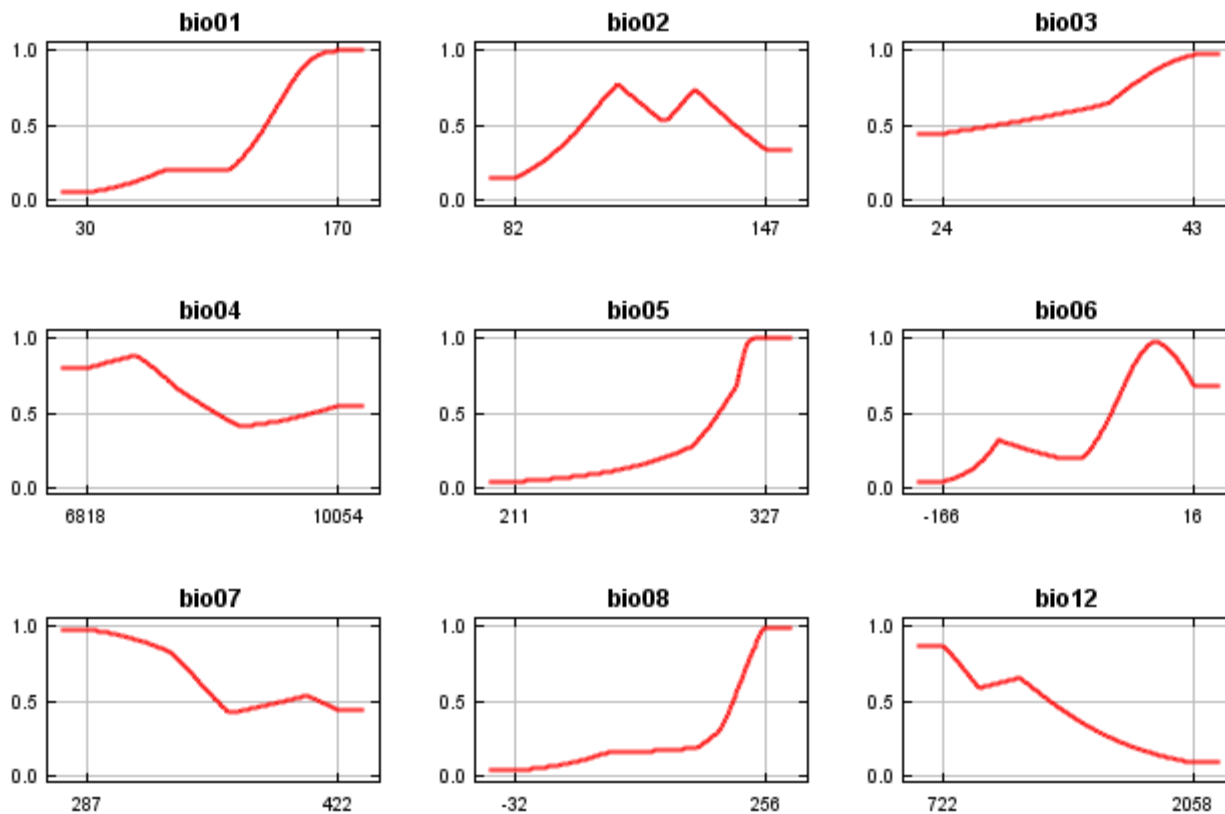 bio01 bio02 bio03
1.0 1.0 1.0
0.5 0.5 0.5
0.0 0.0 0.0
30 170 82 147 24 43
bio04 bio05 bio06
1.0 1.0 1.0
0.5 0.5 0.5
0.0 0.0 0.0
6818 10054 211 327 -166 16
bio07 bio08 bio12
1.0 1.0 1.0
0.5 0.5 0.5
0.0 0.0 0.0
287 422 -32 256 722 2058